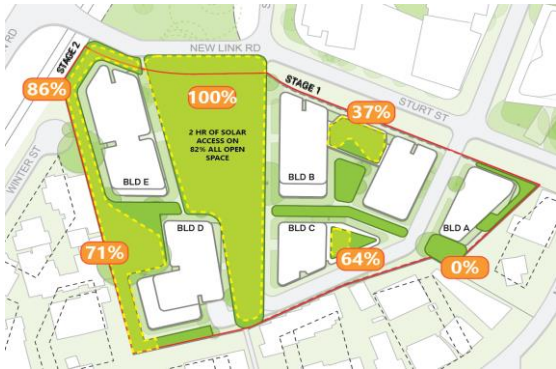 RD
NEW LINK RD
S
STAGE 2
STAGE 1
86%
100%
37%
STURT ST
2 HR OF SOLAR
ACCESS ON
82% ALL OPEN
SPACE
WINTER ST
BLD E
BLD B
BLD D
BLD C
BLD A
71%
64%
0%